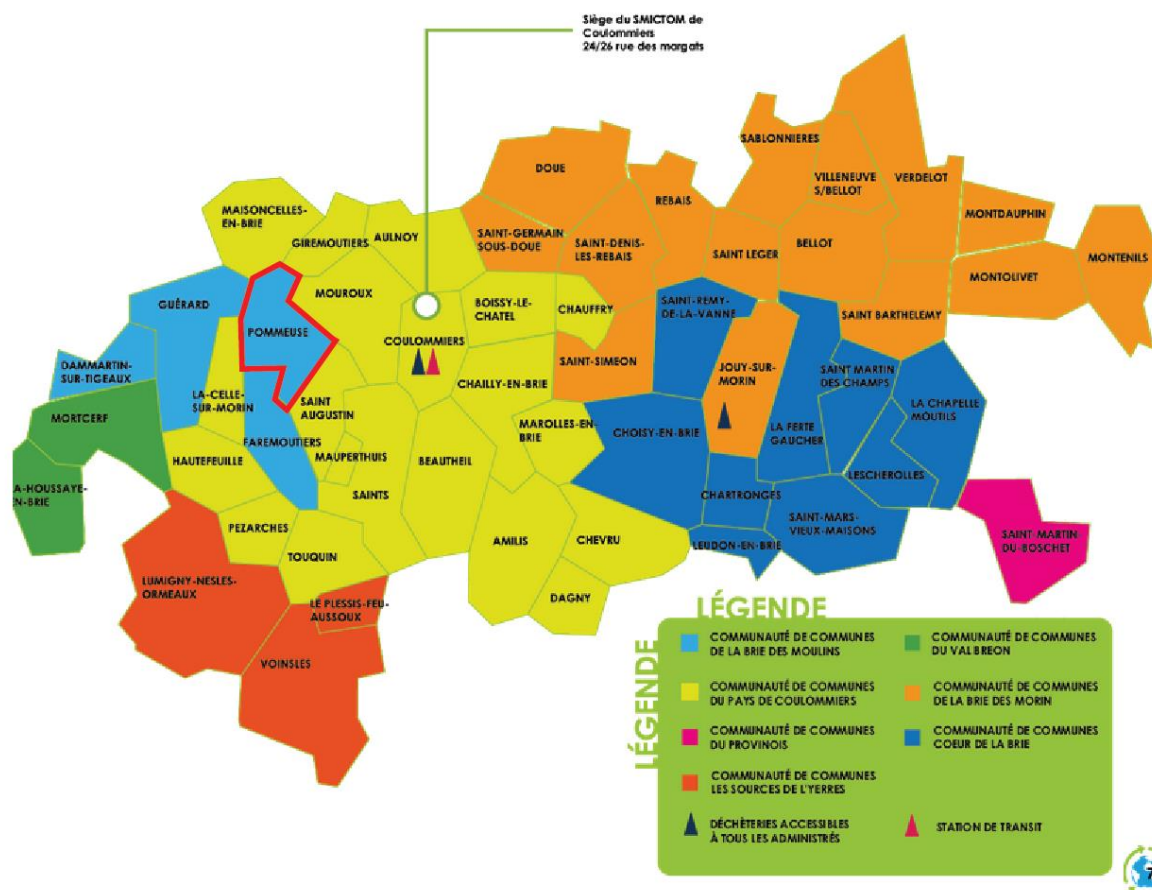 Siège du SMICTOM de
Coulommiers
24/26 rue des margats
SABLONNIERES
DOUE
VILLENEUVE
S/BELLOT
VERDELOT
REBAIS
MAISONCELLES-
EN-BRIE
MONTDAUPHIN
GIREMOUTIERS
AULNOY
SAINT-GERMAIN
SOUS-DOUE
SAINT-DENIS-
LES-REBAIS
SAINT LEGER
BELLOT
MONTENILS
MONTOLIVET
MOUROUX
GUÉRARD
BOISSY-LE-
CHATEL
CHAUFFRY
SAINT-REMY-
DE-LA-VANNE
SAINT BARTHELEMY
POMMEUSE
COULOMMIERS
SAINT-SIMEON
JOUY-SUR-
MORIN
SAINT MARTIN
DES CHAMPS
DAMMARTIN-
SUR-TIGEAUX
CHAILLY-EN-BRIE
LA-CELLE-
SUR-MORIN
SAINT
AUGUSTIN
LA CHAPELLE
MOUTILS
MORTCERF
MAROLLES-EN-
BRIE
CHOISY-EN-BRIE
LA FERTE
GAUCHER
FAREMOUTIERS
HAUTEFEUILLE
MAUPERTHUIS
BEAUTHEIL
LESCHEROLLES
A-HOUSSAYE-
EN-BRIE
SAINTS
CHARTRONGES
SAINT-MARS-
VIEUX-MAISONS
PEZARCHES
TOUQUIN
AMILIS
CHEVRU
LEUDON-EN-BRIE
SAINT-MARTIN
DU-BOSCHET
LUMIGNY-NESLES-
ORMEAUX
DAGNY
LE PLESSIS-FEU-
AUSSOUX
VOINSLES
LÉGENDE
LÉGENDE
COMMUNAUTÉ DE COMMUNES
DE LA BRIE DES MOULINS
COMMUNAUTÉ DE COMMUNES
DU VAL BREON
COMMUNAUTÉ DE COMMUNES
DU PAYS DE COULOMMIERS
COMMUNAUTÉ DE COMMUNES
DE LA BRIE DES MORIN
COMMUNAUTÉ DE COMMUNES
DU PROVINOIS
COMMUNAUTÉ DE COMMUNES
COEUR DE LA BRIE
COMMUNAUTÉ DE COMMUNES
LES SOURCES DE L'YERRES
DÉCHÈTERIES ACCESSIBLES
À TOUS LES ADMINISTRÉS
STATION DE TRANSIT
7